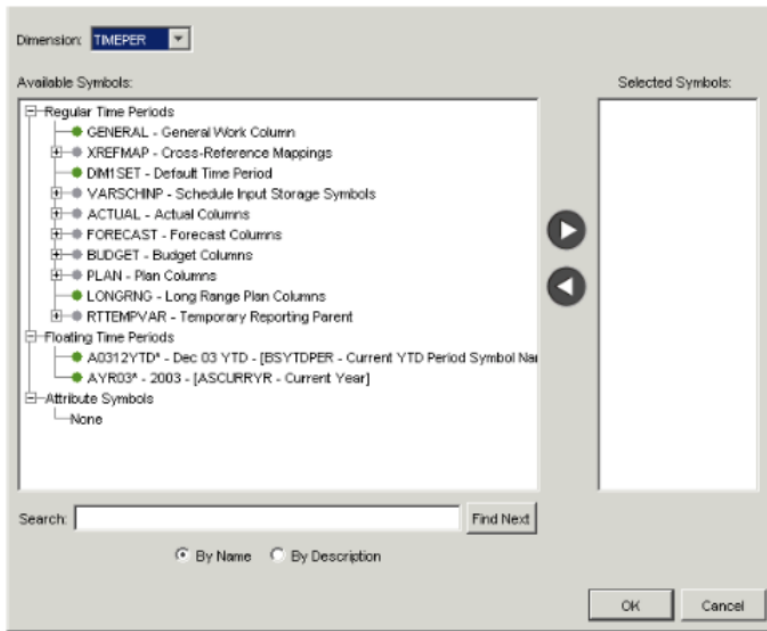 Dimension: TIMEPER
Available Symbols:
Selected Symbols:
Regular Time Periods
GENERAL - General Work Column
XREFMAP - Cross-Reference Mappings
DIM1SET - Default Time Period
VARSCHINP - Schedule Input Storage Symbols
ACTUAL - Actual Columns
FORECAST - Forecast Columns
BUDGET - Budget Columns
PLAN - Plan Columns
LONGRNG - Long Range Plan Columns
RTTEMPVAR - Temporary Reporting Parent
Floating Time Periods
A0312YTD* - Dec 03 YTD - [BSYTDPER - Current YTD Period Symbol Nar
AYR03* - 2003 - [ASCURRYR - Current Year]
Attribute Symbols
None
Search: Find Next
By Name By Description
OK Cancel